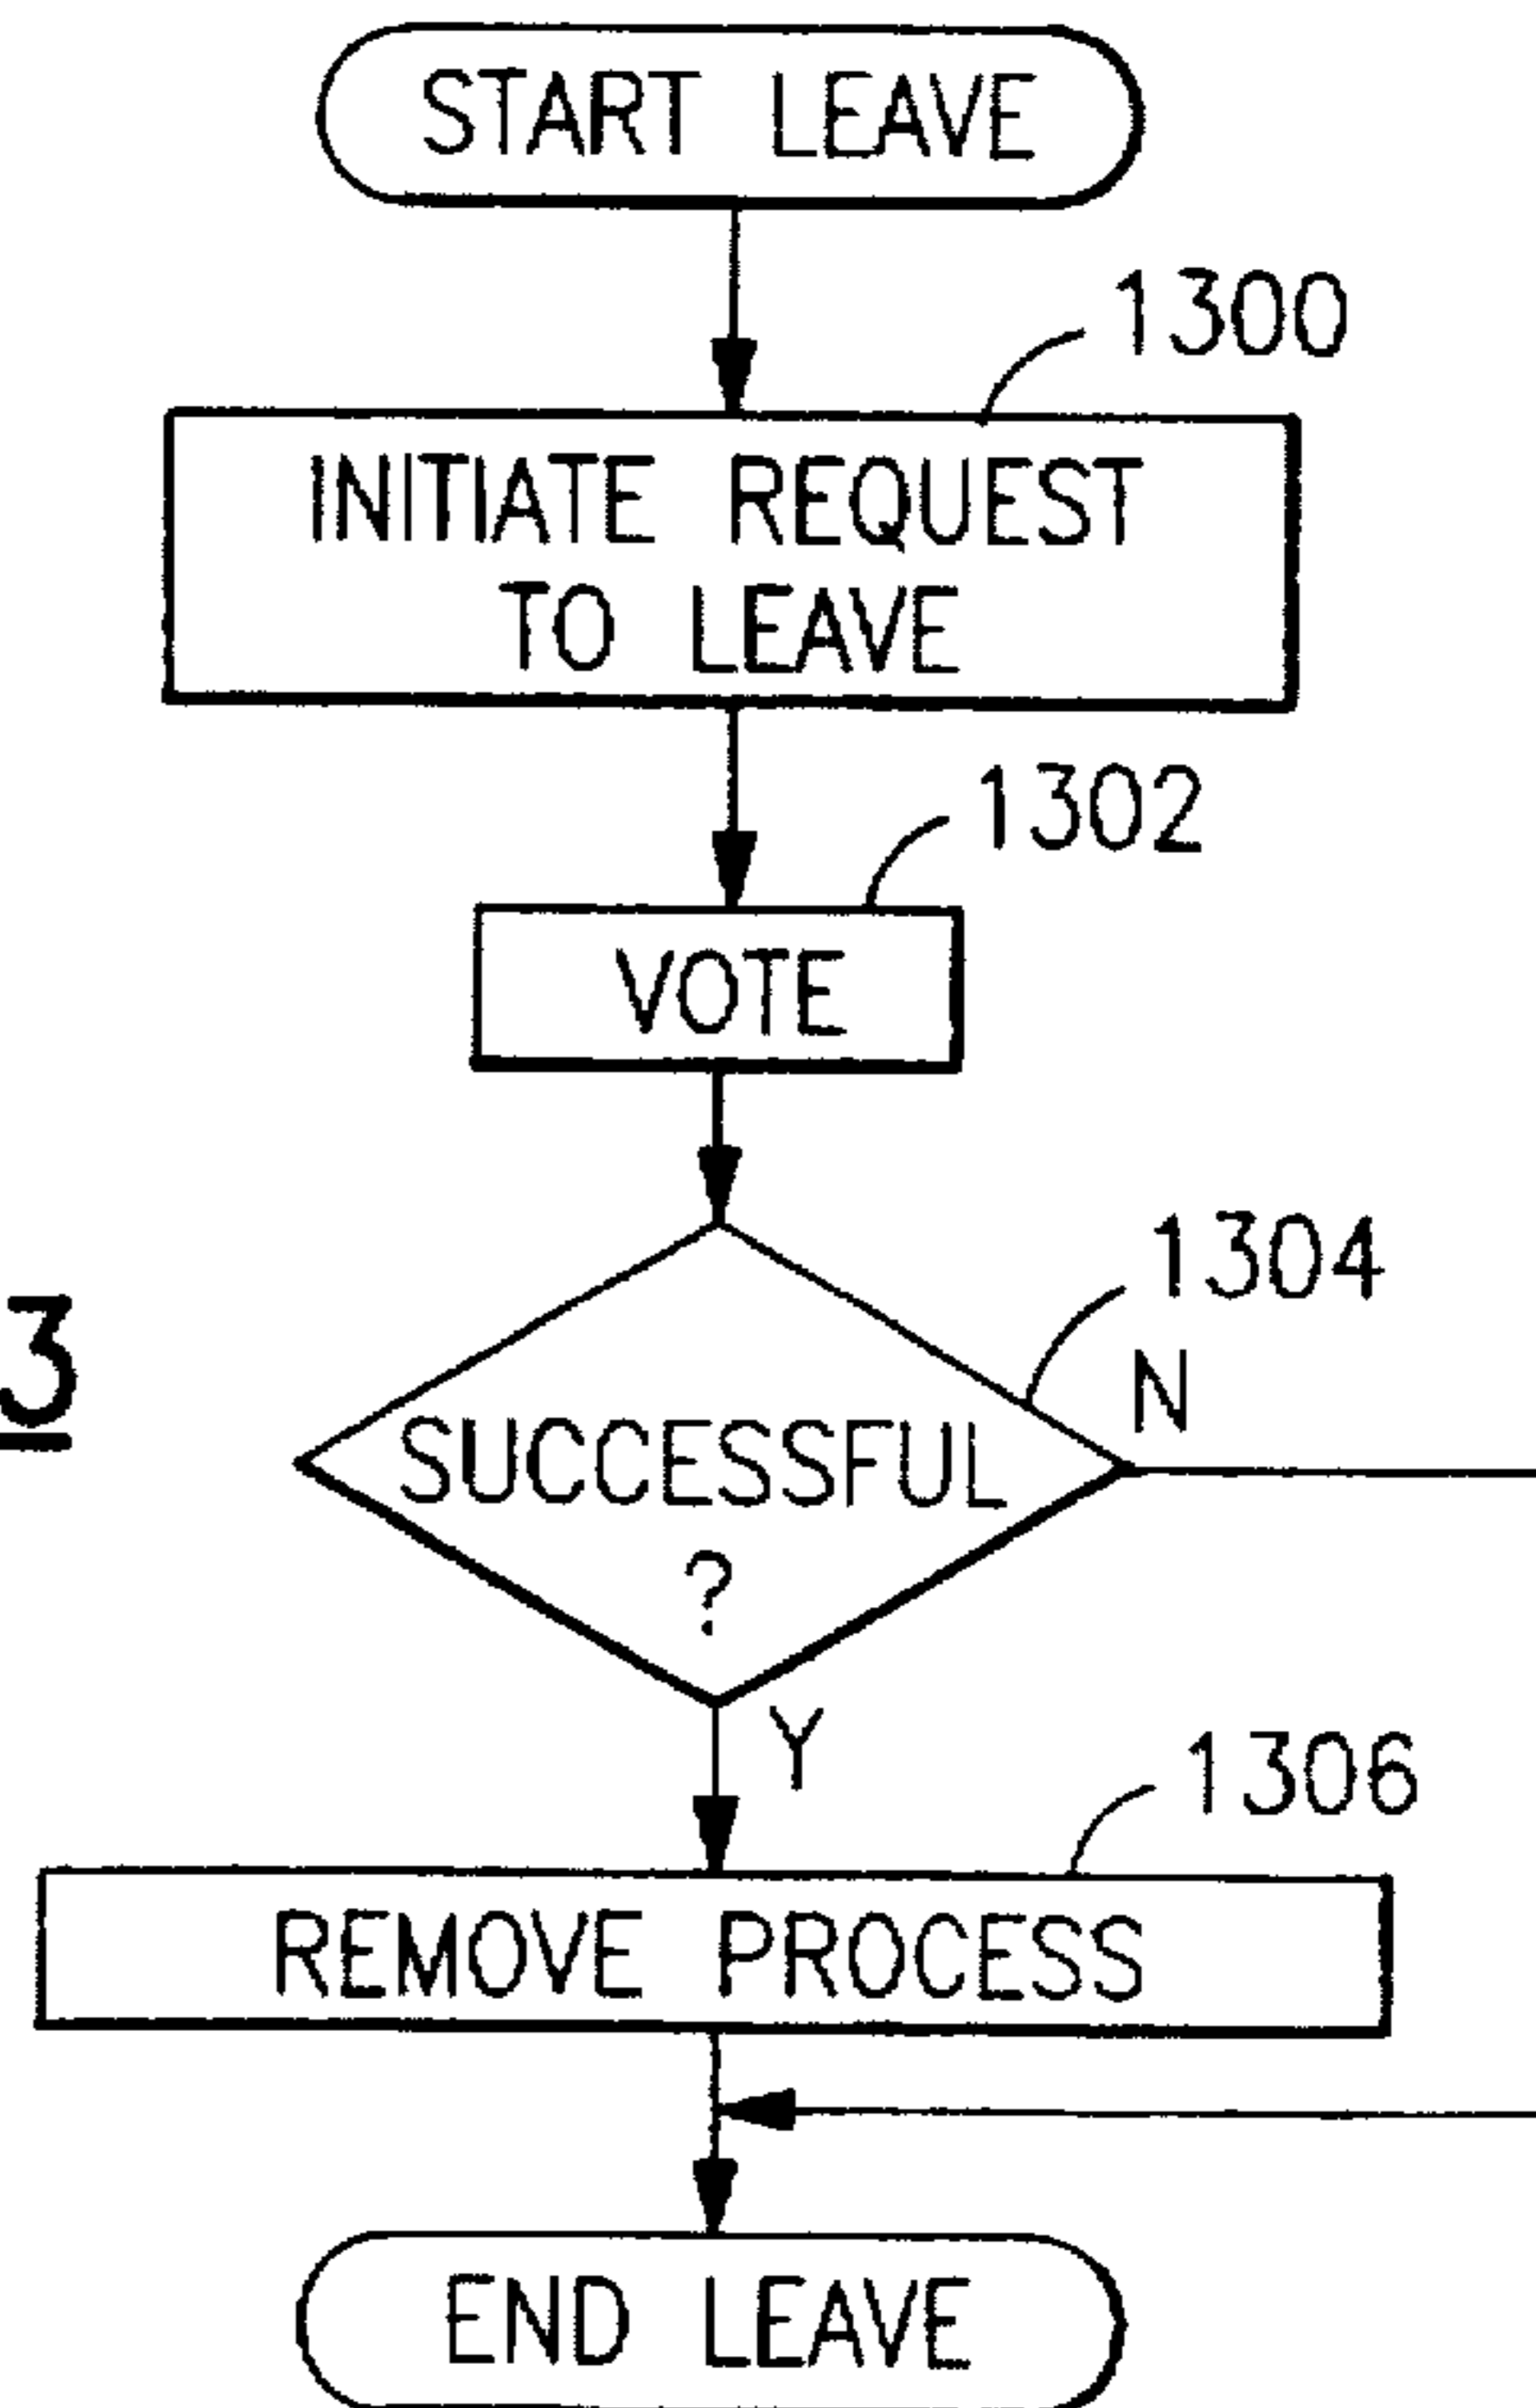 START LEAVE
1300
INITIATE REQUEST
TO LEAVE
1302
VOTE
1304
N
3
SUCCESSFUL
?
Y
1306
REMOVE PROCESS
END LEAVE